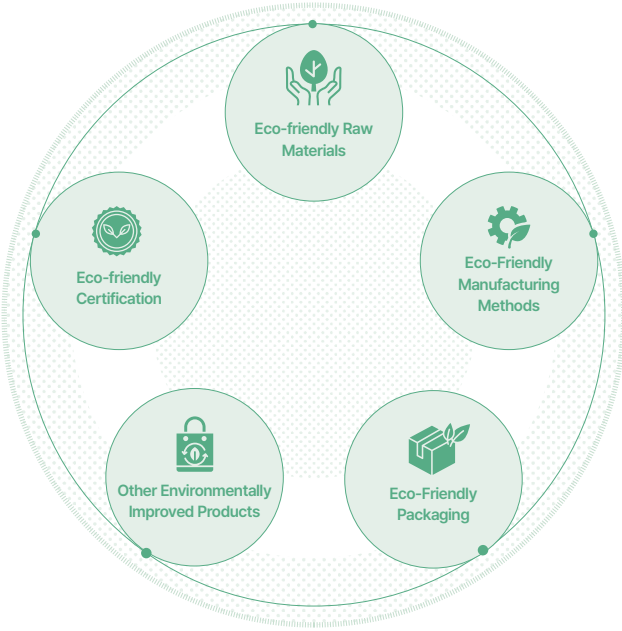 Eco-friendly Raw
Materials
Eco-friendly
Certification
Eco-Friendly
Manufacturing
Methods
Other Environmentally
Improved Products
Eco-Friendly
Packaging